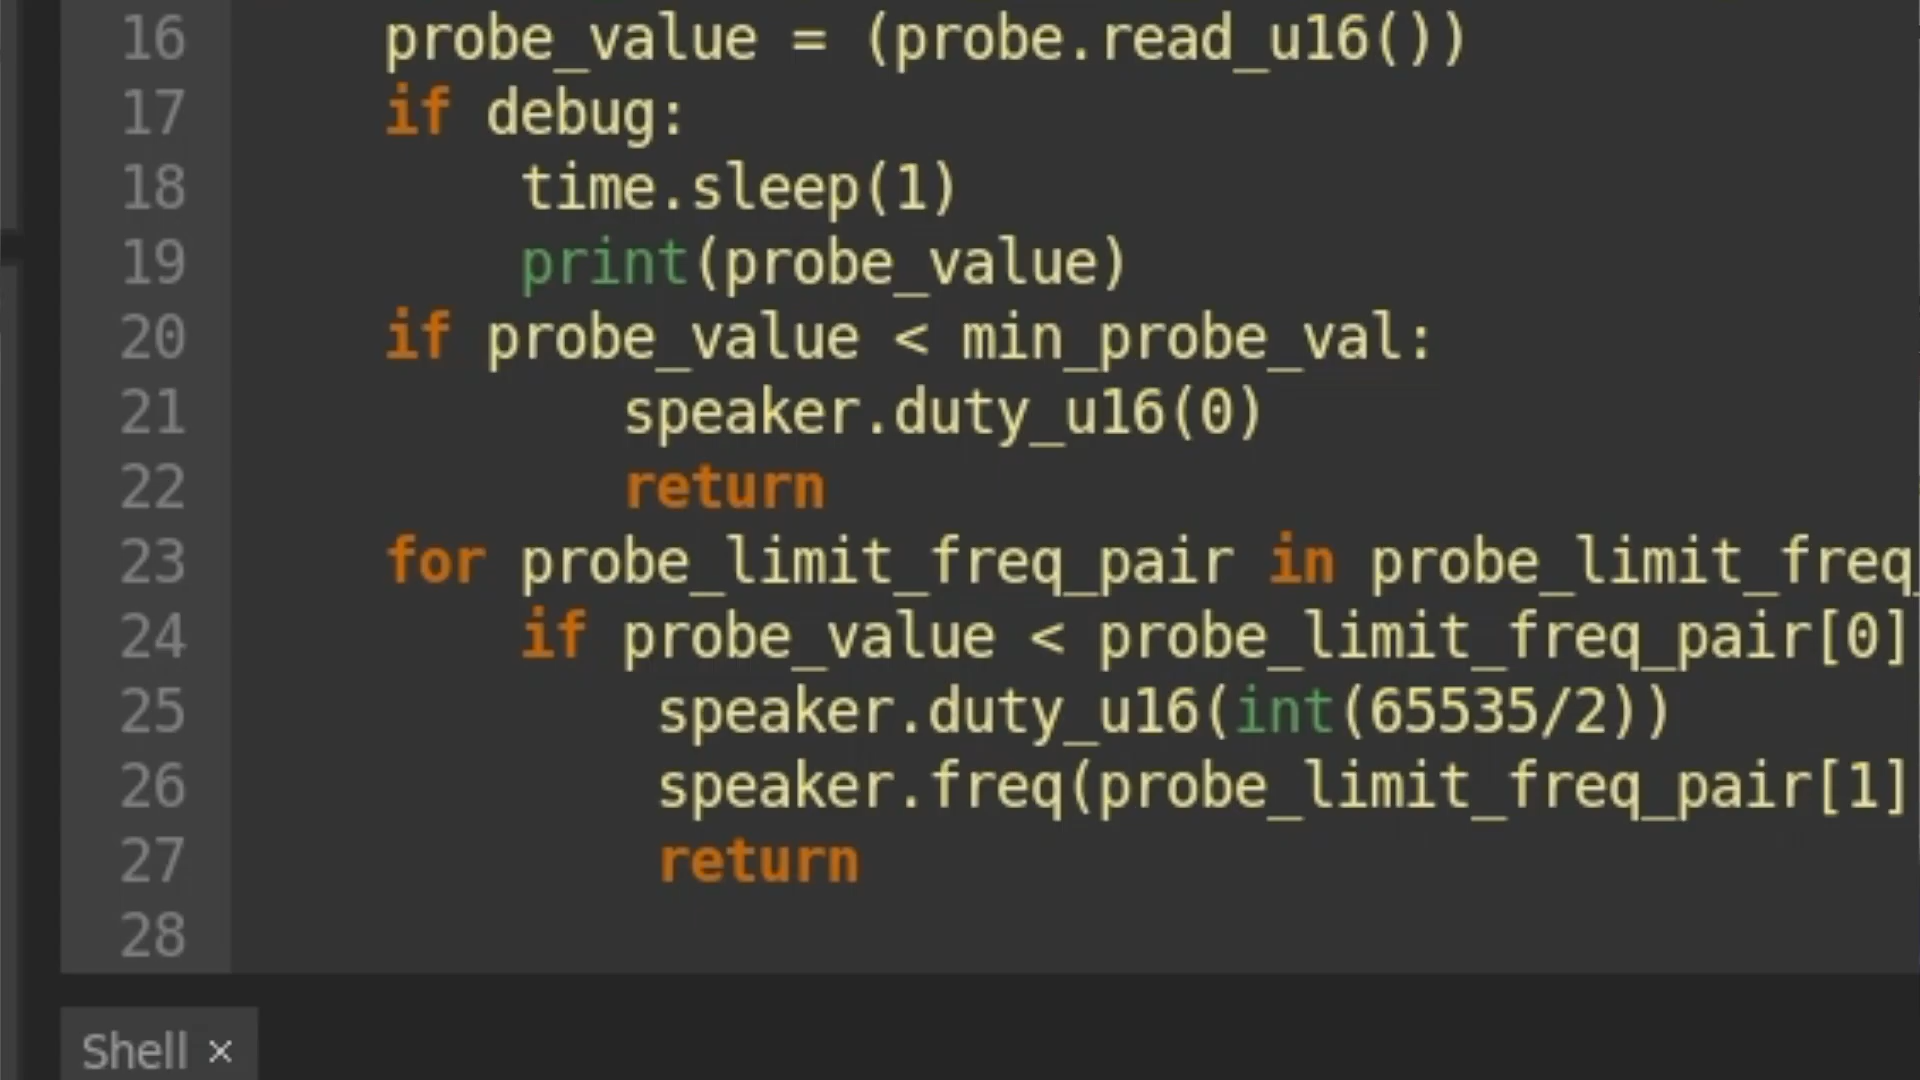 16 probe_value = (probe.read_u16())
17 if debug:
18 time.sleep(1)
19 print(probe_value)
20 if probe_value < min_probe_val:
21 speaker.duty_u16(0)
22 return
23 for probe_limit_freq_pair in probe_limit_freq_
24 if probe_value < probe_limit_freq_pair[0]
25 speaker.duty_u16(int(65535/2))
26 speaker.freq(probe_limit_freq_pair[1]
27 return
28
Shell ×